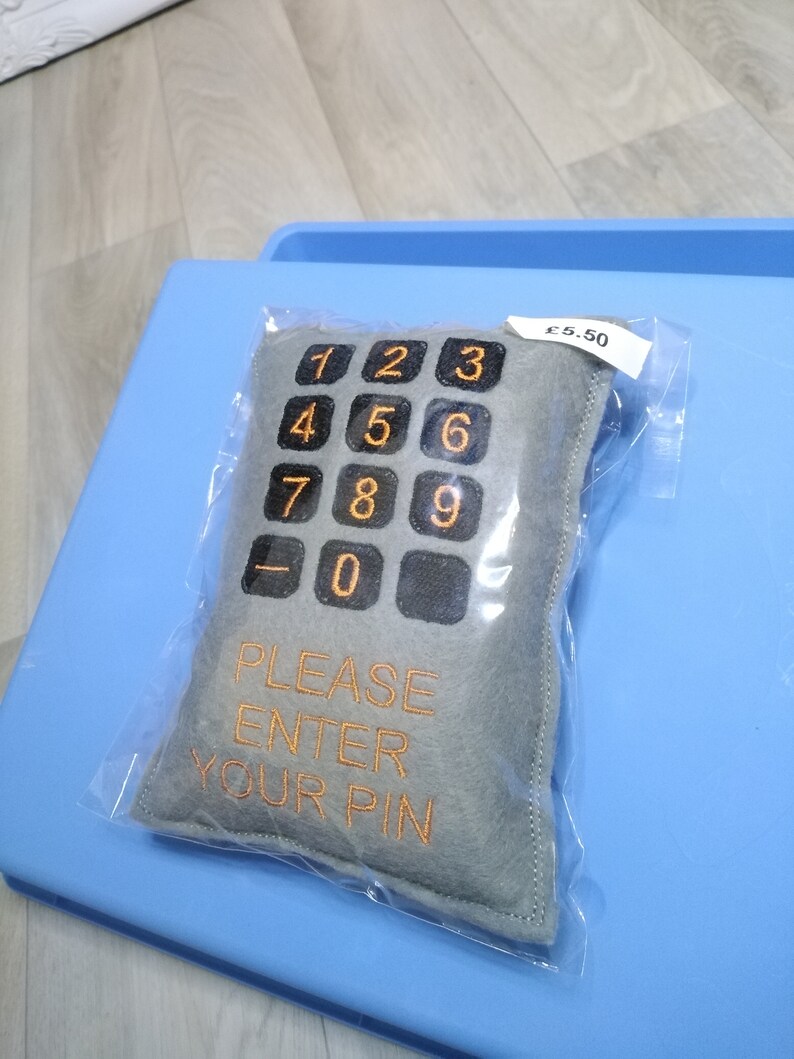 £5.50
1 2 3
4 5 6
7 8 9
— 0
PLEASE
ENTER
YOUR PIN